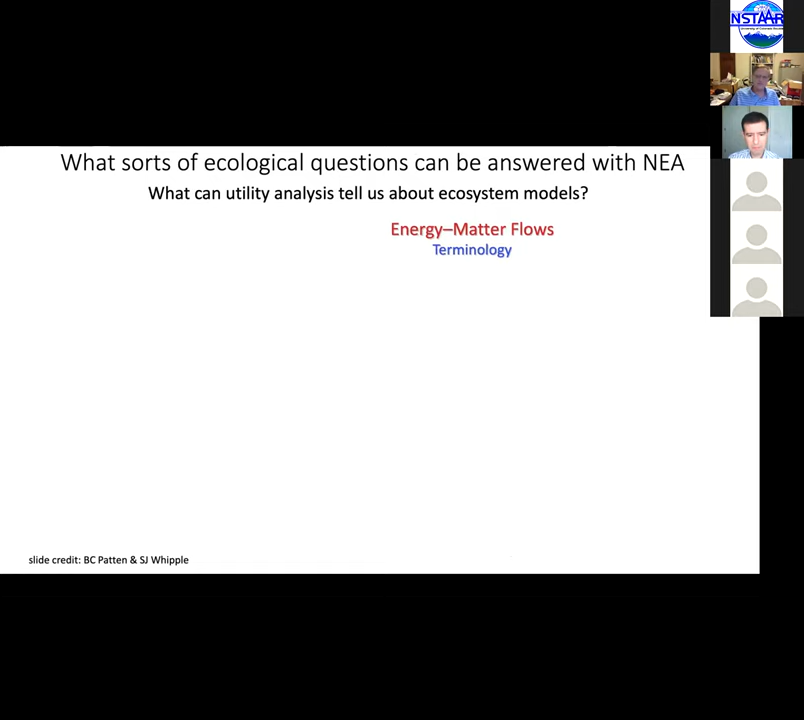 What sorts of ecological questions can be answered with NEA
What can utility analysis tell us about ecosystem models?
Energy–Matter Flows
Terminology
slide credit: BC Patten & SJ Whipple
NSTAAR